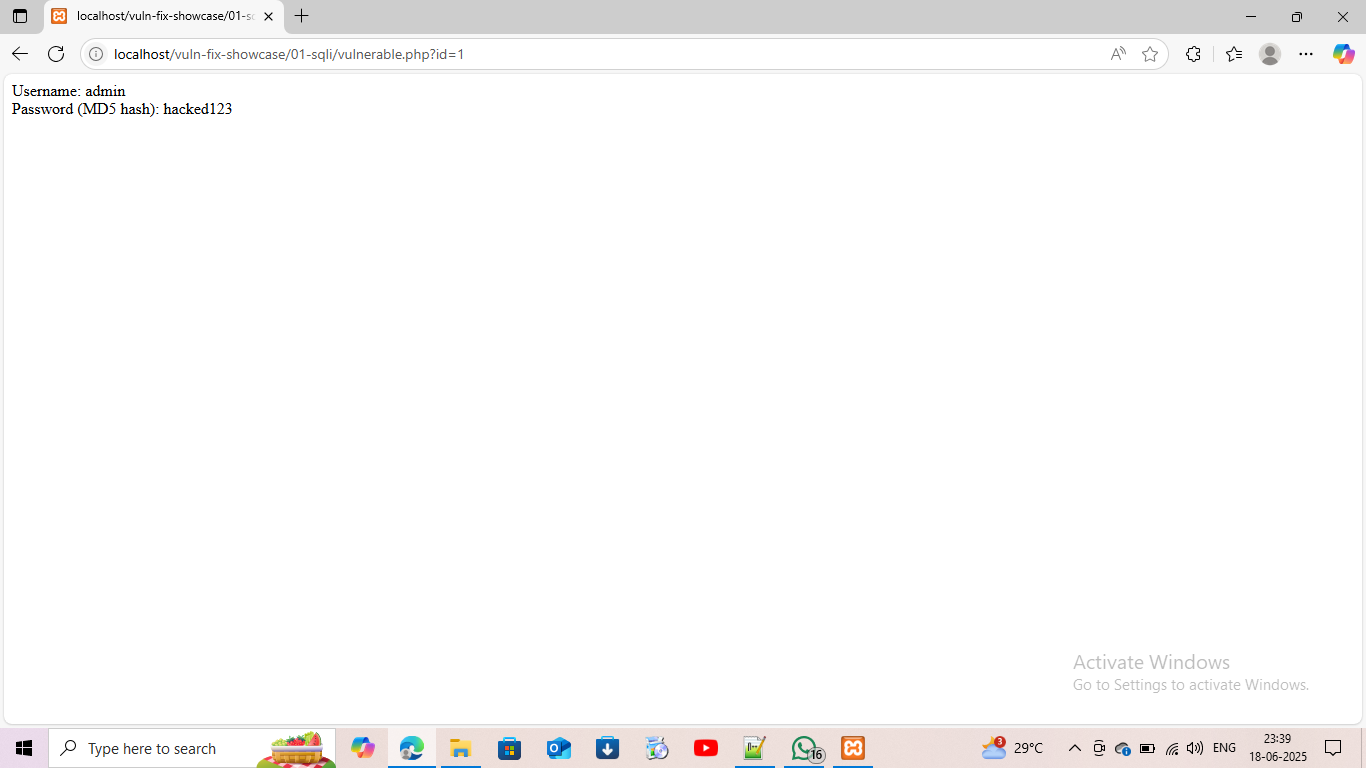 localhost/vuln-fix-showcase/01-sc
localhost/vuln-fix-showcase/01-sqli/vulnerable.php?id=1
Username: admin
Password (MD5 hash): hacked123
Activate Windows
Go to Settings to activate Windows.
Type here to search
16
3
29°C
ENG
23:39
18-06-2025